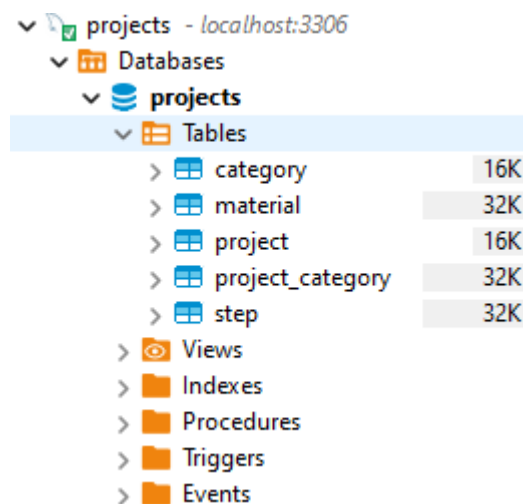 projects - localhost:3306
Databases
projects
Tables
category 16K
material 32K
project 16K
project_category 32K
step 32K
Views
Indexes
Procedures
Triggers
Events